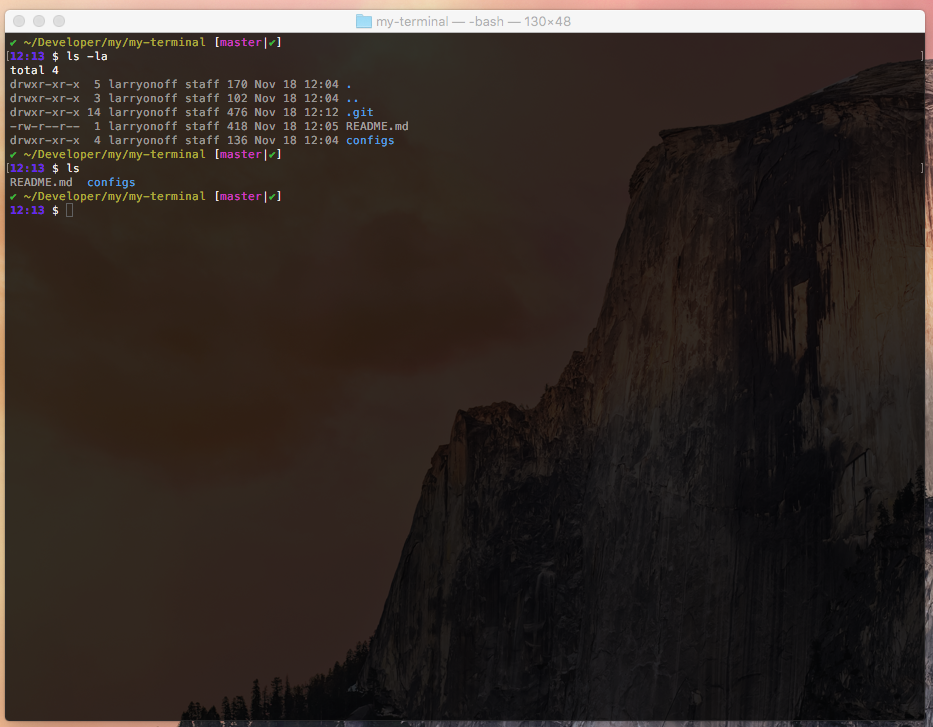 my-terminal — -bash — 130×48
✔ ~/Developer/my/my-terminal [master|✔]
[12:13 $ ls -la ]
total 4
drwxr-xr-x  5 larryonoff staff 170 Nov 18 12:04 .
drwxr-xr-x  3 larryonoff staff 102 Nov 18 12:04 ..
drwxr-xr-x 14 larryonoff staff 476 Nov 18 12:12 .git
-rw-r--r--  1 larryonoff staff 418 Nov 18 12:05 README.md
drwxr-xr-x  4 larryonoff staff 136 Nov 18 12:04 configs
✔ ~/Developer/my/my-terminal [master|✔]
[12:13 $ ls ]
README.md  configs
✔ ~/Developer/my/my-terminal [master|✔]
12:13 $